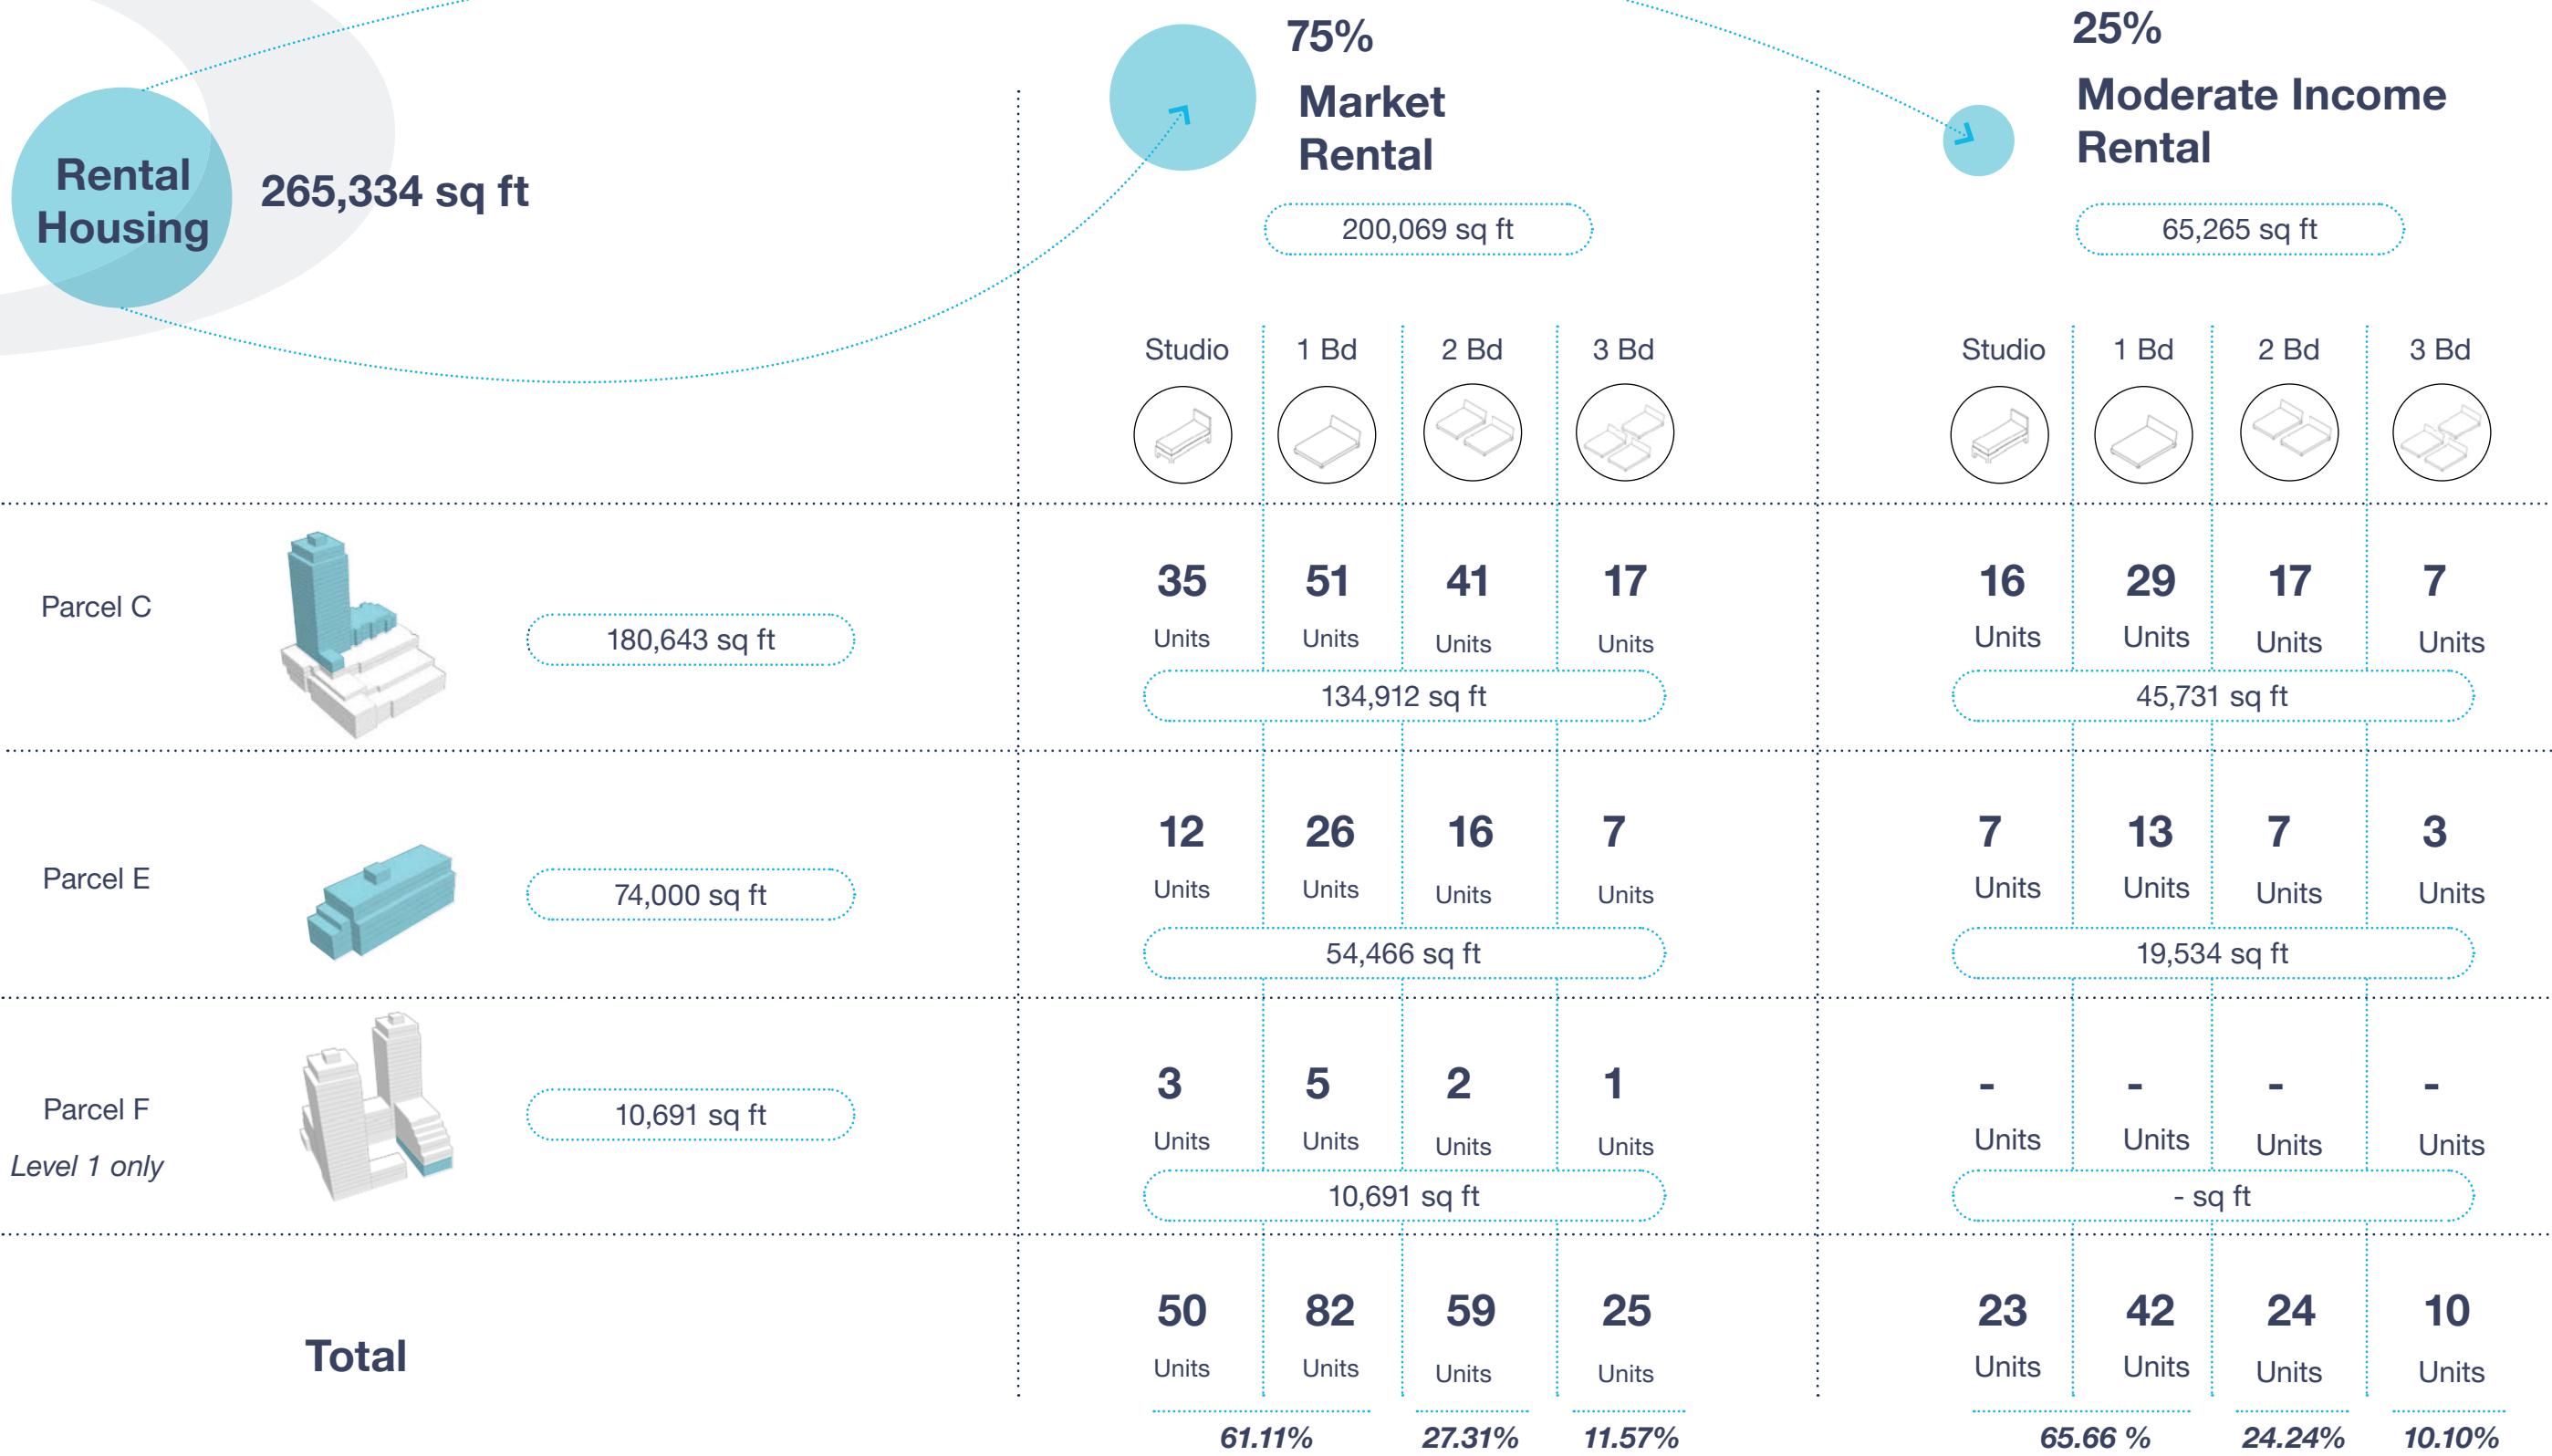 Rental
Housing
265,334 sq ft
75%
Market
Rental
200,069 sq ft
25%
Moderate Income
Rental
65,265 sq ft
Studio 1 Bd 2 Bd 3 Bd Studio 1 Bd 2 Bd 3 Bd
Parcel C
180,643 sq ft
35 51 41 17 16 29 17 7
Units Units Units Units Units Units Units Units
134,912 sq ft 45,731 sq ft
Parcel E
74,000 sq ft
12 26 16 7 7 13 7 3
Units Units Units Units Units Units Units Units
54,466 sq ft 19,534 sq ft
Parcel F
Level 1 only
10,691 sq ft
3 5 2 1 - - - -
Units Units Units Units Units Units Units Units
10,691 sq ft - sq ft
Total
50 82 59 25 23 42 24 10
Units Units Units Units Units Units Units Units
61.11% 27.31% 11.57% 65.66 % 24.24% 10.10%